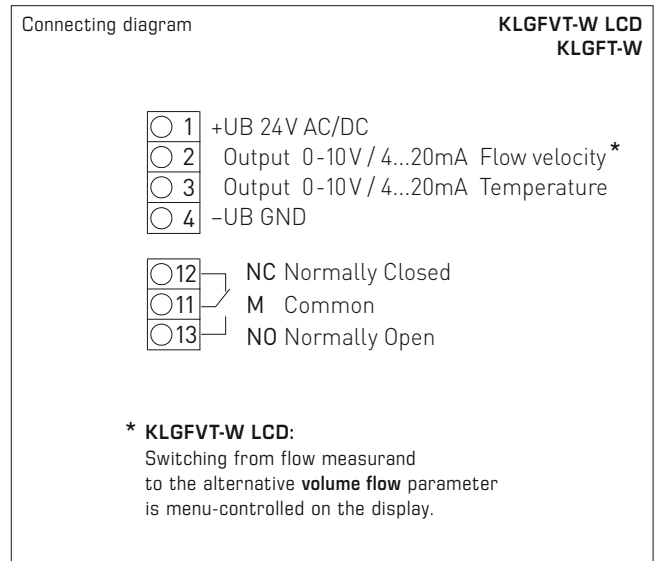 Connecting diagram KLGFVT-W LCD
KLGFT-W
1 +UB 24V AC/DC
2 Output 0-10V / 4...20mA Flow velocity*
3 Output 0-10V / 4...20mA Temperature
4 –UB GND
12 NC Normally Closed
11 M Common
13 NO Normally Open
* KLGFVT-W LCD:
Switching from flow measurand
to the alternative volume flow parameter
is menu-controlled on the display.